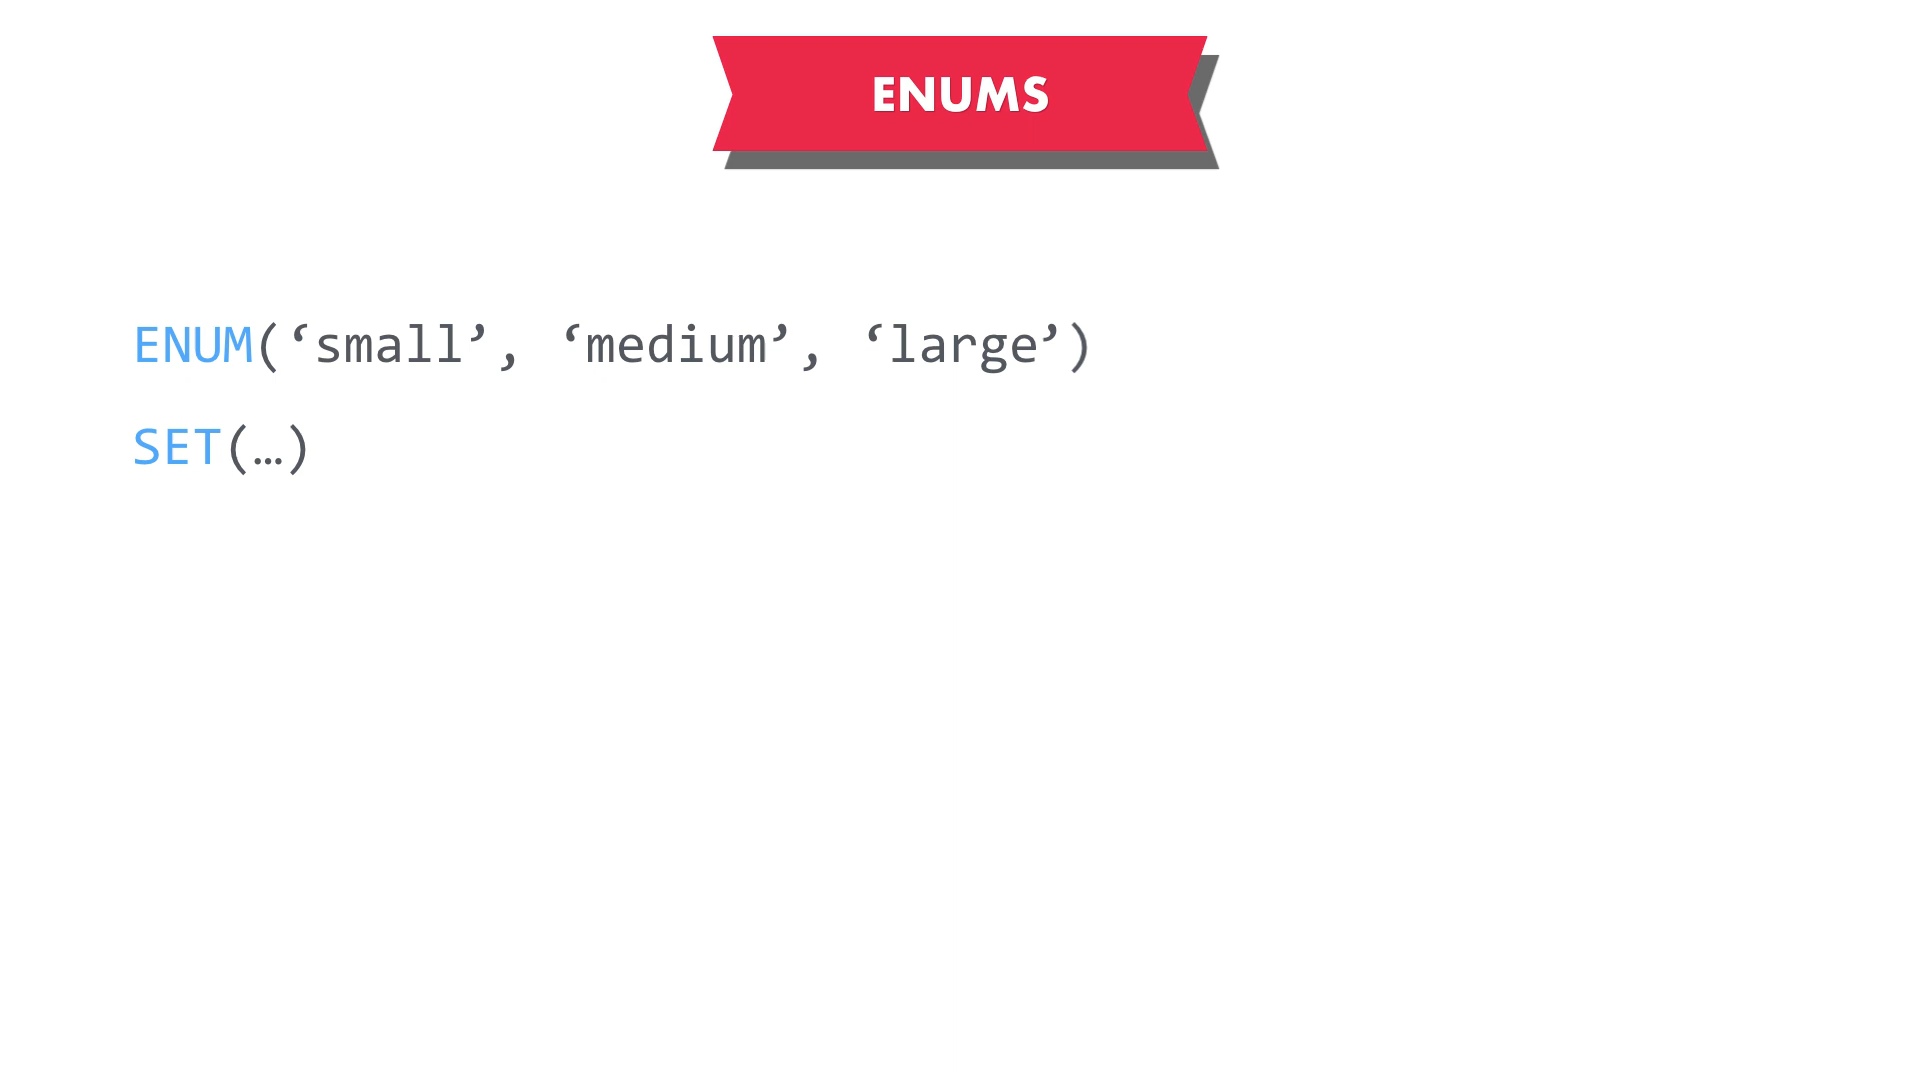 ENUMS
ENUM(‘small’, ‘medium’, ‘large’)
SET(…)